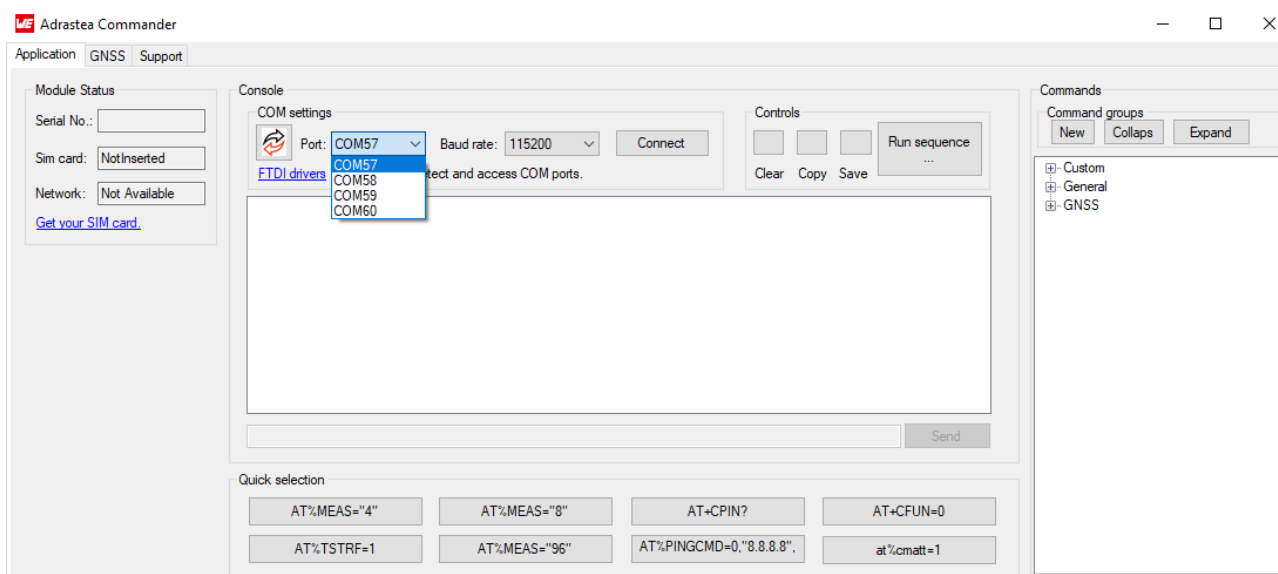 WE Adrastea Commander
Application GNSS Support
Module Status
Serial No.:
Sim card: NotInserted
Network: Not Available
Get your SIM card.
Console
COM settings
Port: COM57 Baud rate: 115200 Connect
COM57
COM58
COM59
COM60
FTDI drivers tect and access COM ports.
Controls
Run sequence
...
Clear Copy Save
Send
Quick selection
AT%MEAS="4" AT%MEAS="8" AT+CPIN? AT+CFUN=0
AT%TSTRF=1 AT%MEAS="96" AT%PINGCMD=0,"8.8.8.8", at%cmatt=1
Commands
Command groups
New Collaps Expand
Custom
General
GNSS